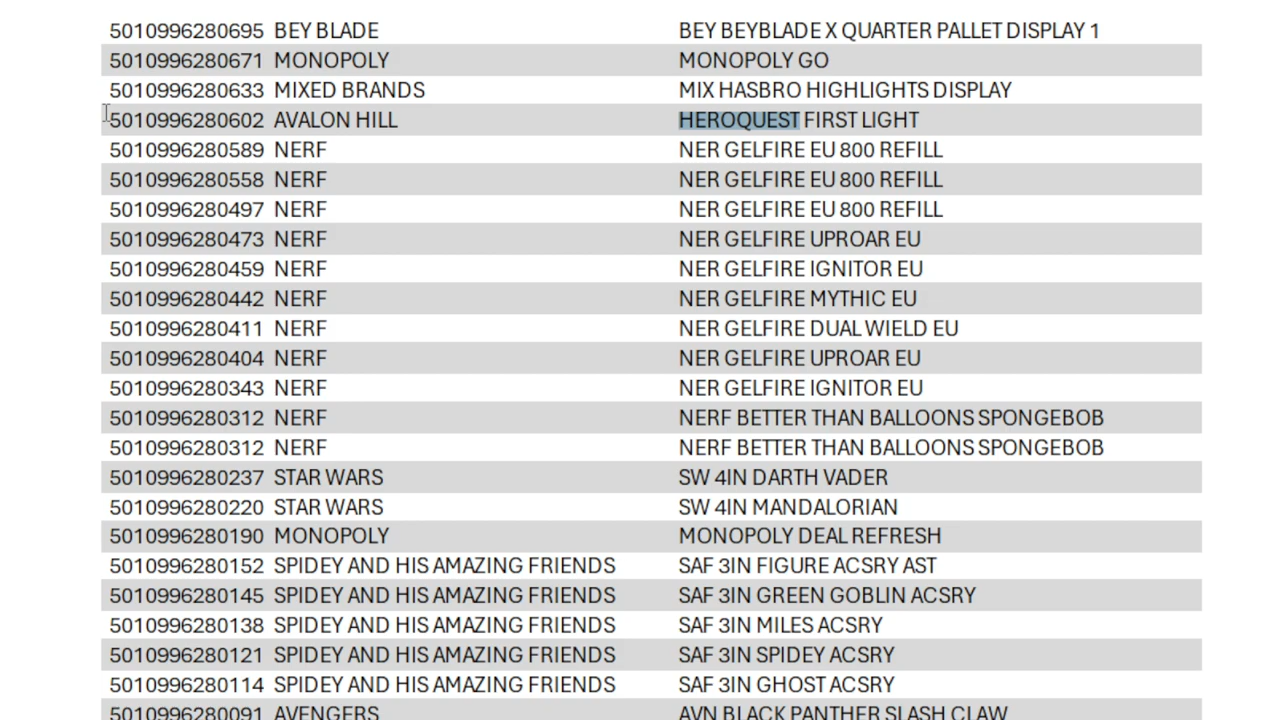 5010996280695 BEY BLADE BEY BEYBLADE X QUARTER PALLET DISPLAY 1
5010996280671 MONOPOLY MONOPOLY GO
5010996280633 MIXED BRANDS MIX HASBRO HIGHLIGHTS DISPLAY
5010996280602 AVALON HILL HEROQUEST FIRST LIGHT
5010996280589 NERF NER GELFIRE EU 800 REFILL
5010996280558 NERF NER GELFIRE EU 800 REFILL
5010996280497 NERF NER GELFIRE EU 800 REFILL
5010996280473 NERF NER GELFIRE UPROAR EU
5010996280459 NERF NER GELFIRE IGNITOR EU
5010996280442 NERF NER GELFIRE MYTHIC EU
5010996280411 NERF NER GELFIRE DUAL WIELD EU
5010996280404 NERF NER GELFIRE UPROAR EU
5010996280343 NERF NER GELFIRE IGNITOR EU
5010996280312 NERF NERF BETTER THAN BALLOONS SPONGEBOB
5010996280312 NERF NERF BETTER THAN BALLOONS SPONGEBOB
5010996280237 STAR WARS SW 4IN DARTH VADER
5010996280220 STAR WARS SW 4IN MANDALORIAN
5010996280190 MONOPOLY MONOPOLY DEAL REFRESH
5010996280152 SPIDEY AND HIS AMAZING FRIENDS SAF 3IN FIGURE ACSRY AST
5010996280145 SPIDEY AND HIS AMAZING FRIENDS SAF 3IN GREEN GOBLIN ACSRY
5010996280138 SPIDEY AND HIS AMAZING FRIENDS SAF 3IN MILES ACSRY
5010996280121 SPIDEY AND HIS AMAZING FRIENDS SAF 3IN SPIDEY ACSRY
5010996280114 SPIDEY AND HIS AMAZING FRIENDS SAF 3IN GHOST ACSRY
5010996280091 AVENGERS AVN BLACK PANTHER SLASH CLAW